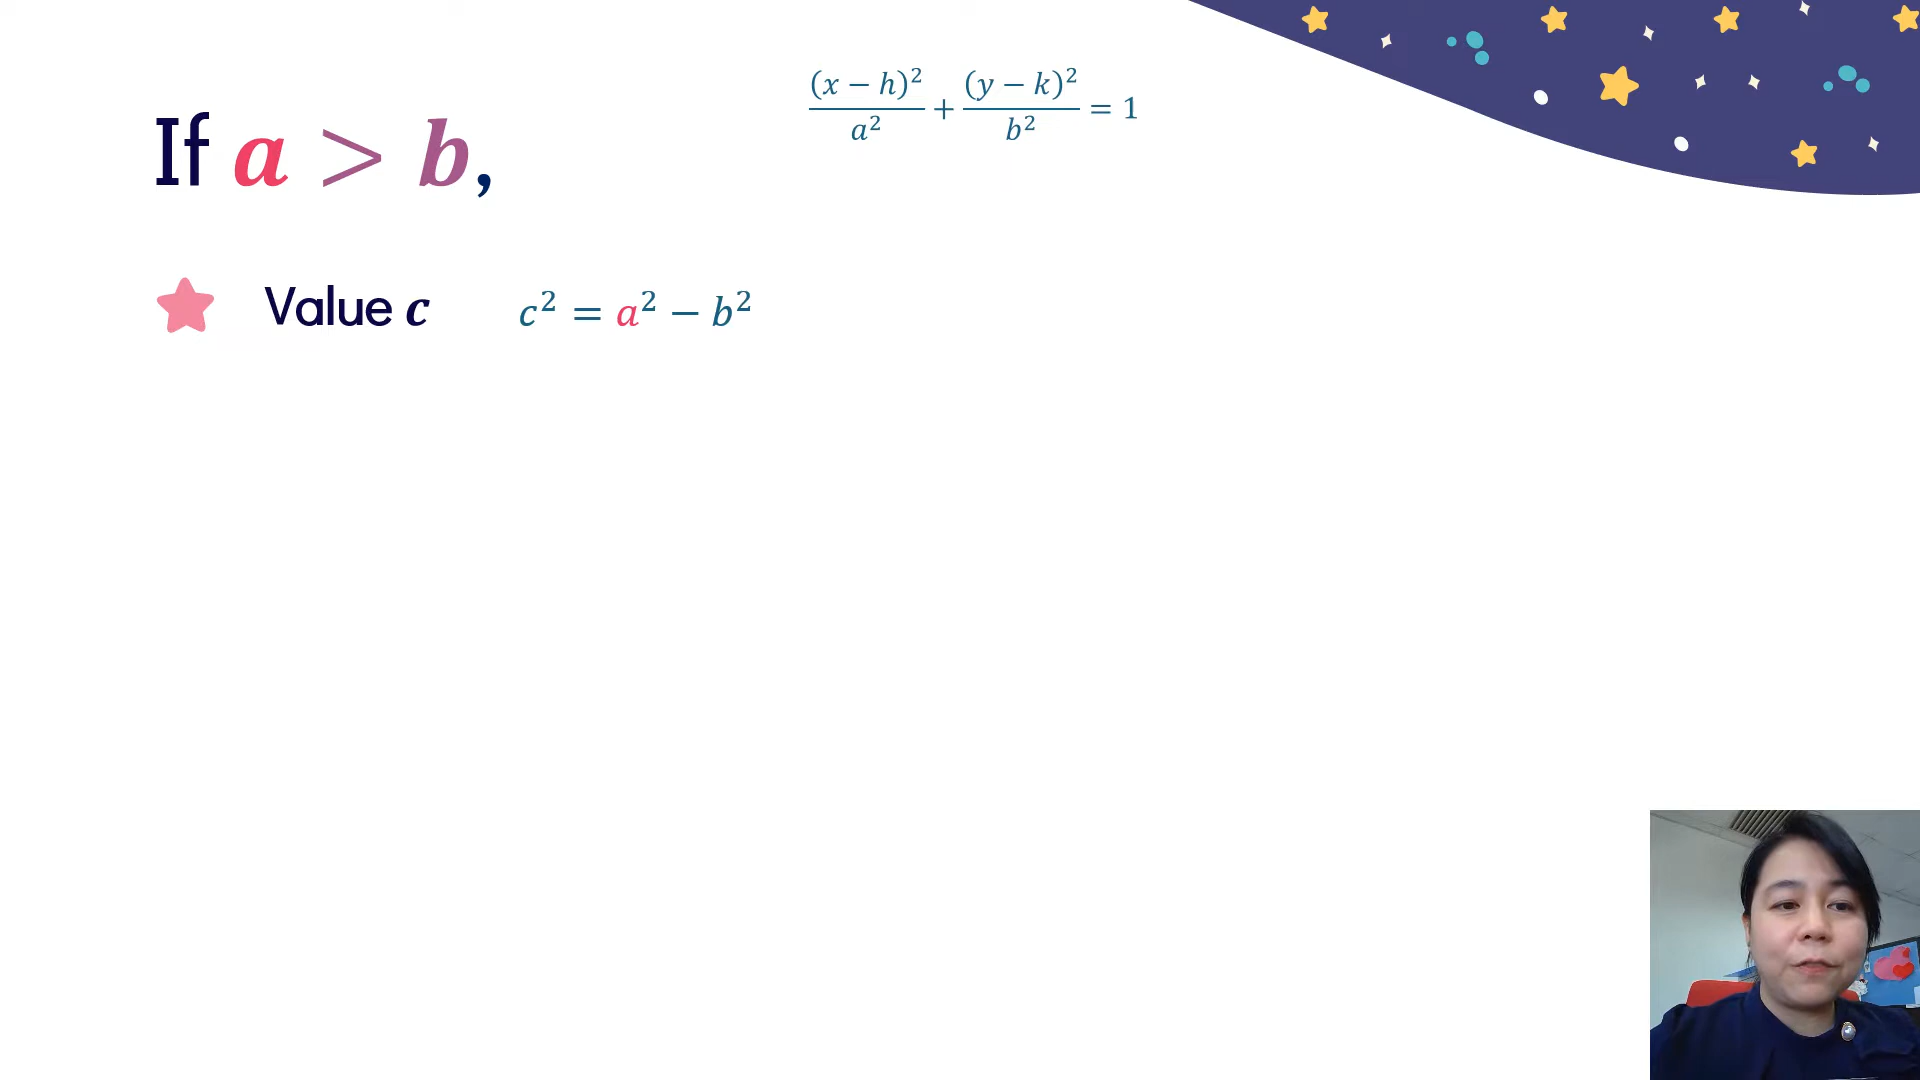 (x − h)²/a² + (y − k)²/b² = 1
If a > b,
Value c c² = a² − b²